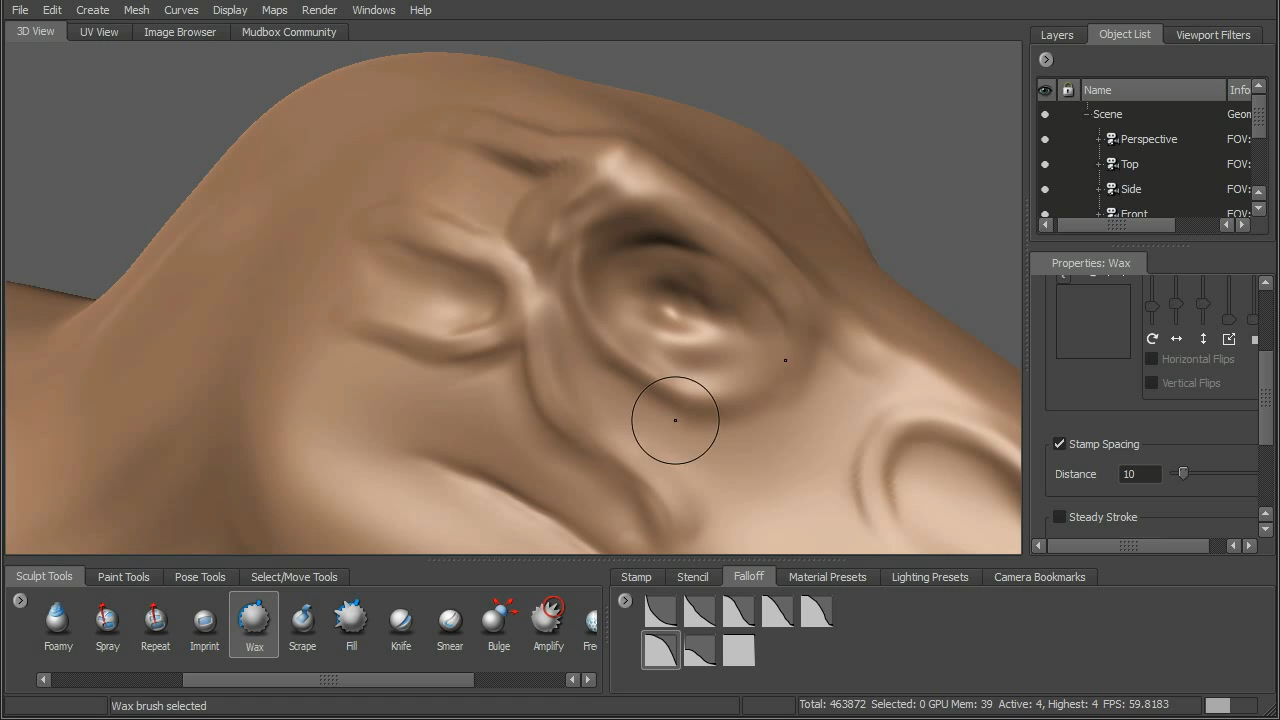 File Edit Create Mesh Curves Display Maps Render Windows Help
3D View UV View Image Browser Mudbox Community
Layers Object List Viewport Filters
Name Info
Scene Geon
Perspective FOV:
Top FOV:
Side FOV:
Front FOV:
Properties: Wax
Horizontal Flips
Vertical Flips
Stamp Spacing
Distance 10
Steady Stroke
Sculpt Tools Paint Tools Pose Tools Select/Move Tools
Stamp Stencil Falloff Material Presets Lighting Presets Camera Bookmarks
Foamy Spray Repeat Imprint Wax Scrape Fill Knife Smear Bulge Amplify Fre
Wax brush selected
Total: 463872 Selected: 0 GPU Mem: 39 Active: 4, Highest: 4 FPS: 59.8183